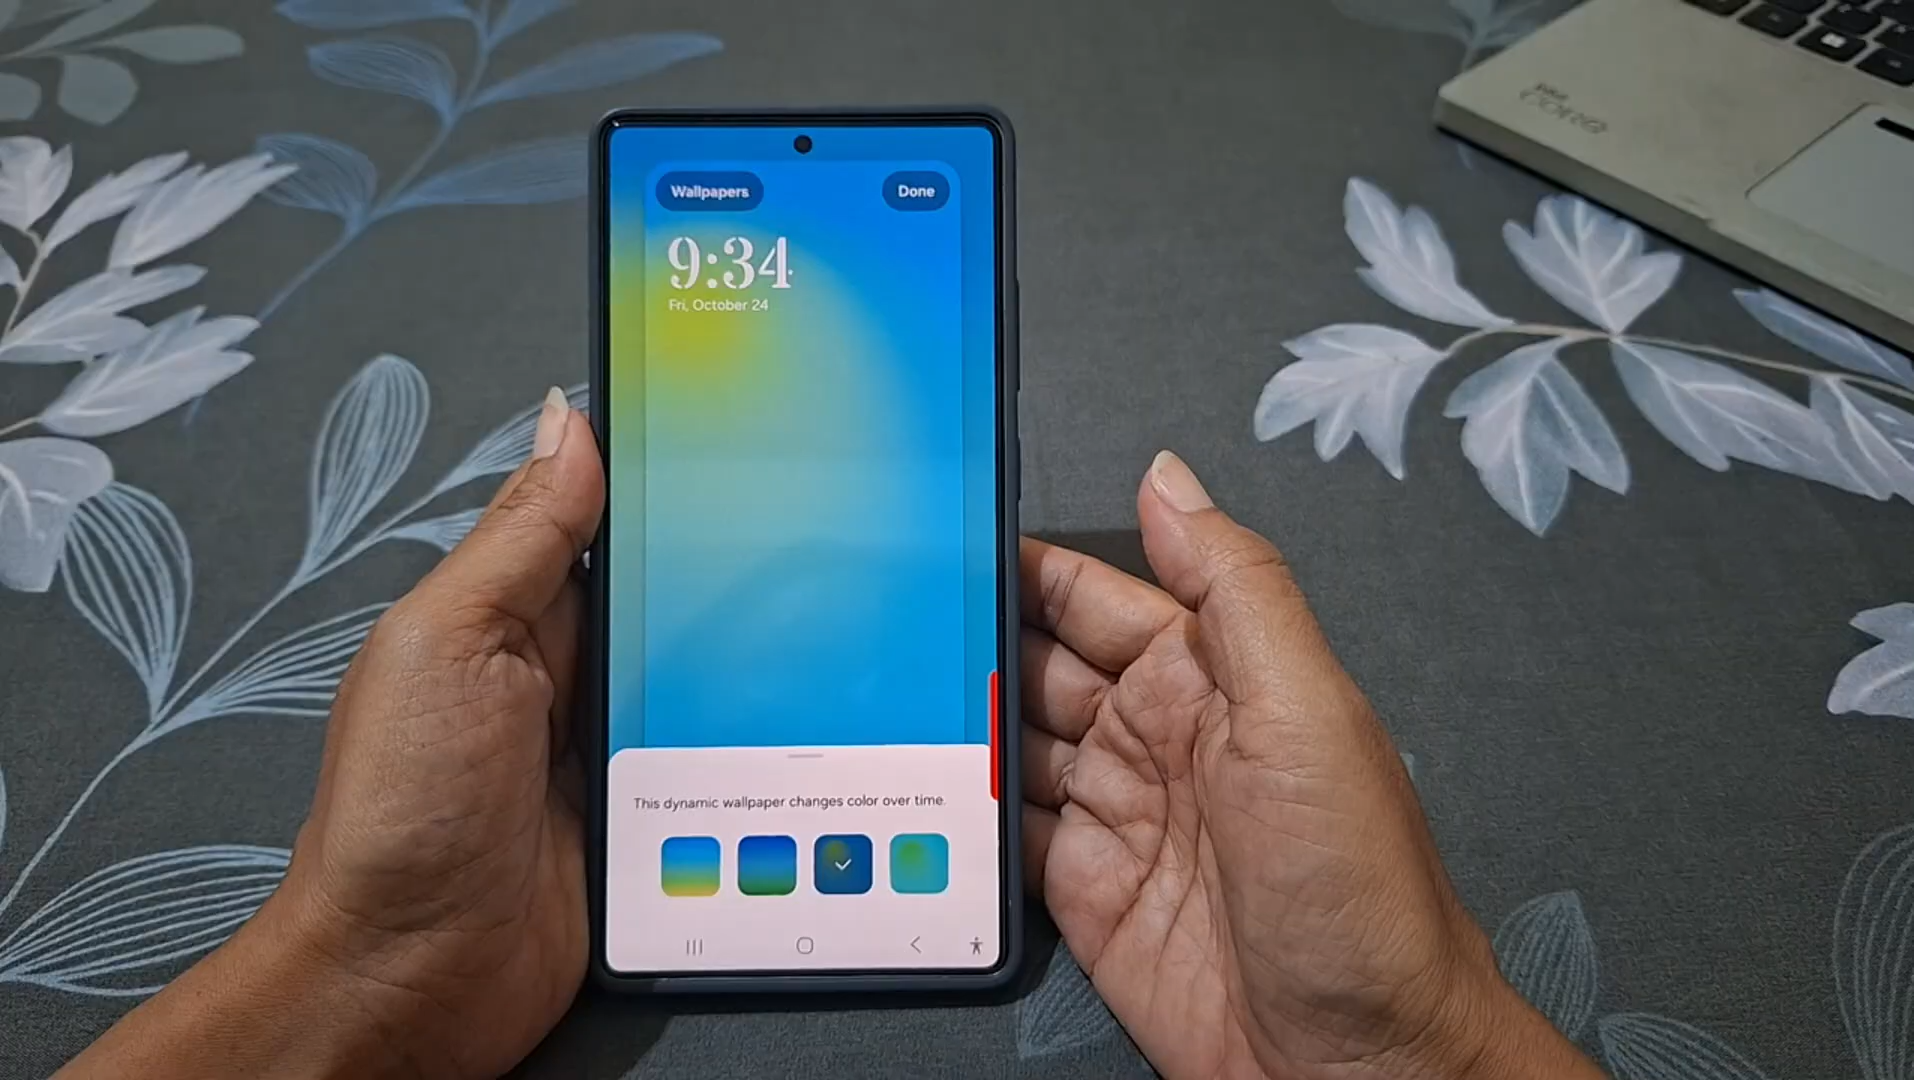 Wallpapers
Done
9:34
Fri, October 24
This dynamic wallpaper changes color over time.